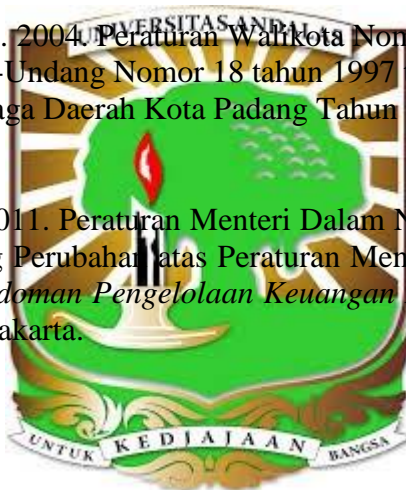 UNIVERSITAS ANDALAS
. 2004. Peraturan Walikota Nom
-Undang Nomor 18 tahun 1997
aga Daerah Kota Padang Tahun
011. Peraturan Menteri Dalam N
g Perubahan atas Peraturan Men
doman Pengelolaan Keuangan
akarta.
UNTUK KEDJAJAAN BANGSA